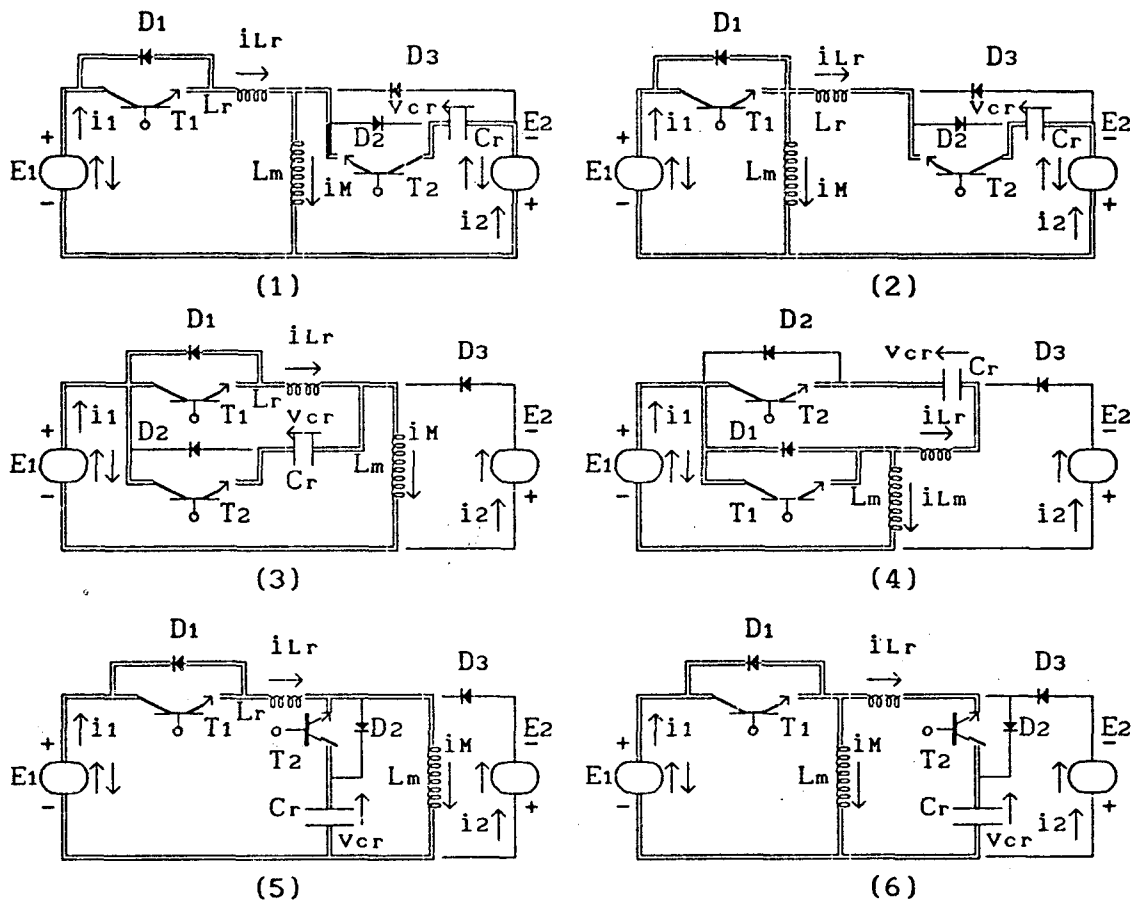 D1
iLr
D3
i1
T1
Lr
vcr
D2
Cr
E2
+
E1
-
-
Lm
iM
T2
i2
+
(1)
D1
iLr
D3
i1
T1
Lr
vcr
D2
Cr
E2
+
E1
-
-
Lm
iM
T2
i2
+
(2)
D1
iLr
D3
i1
T1
Lr
vcr
D2
Cr
E2
+
E1
-
-
Lm
iM
T2
i2
+
(3)
D2
vcr
Cr
D3
i1
T2
iLr
D1
E2
+
E1
-
-
Lm
iLm
T1
i2
+
(4)
D1
iLr
D3
i1
T1
Lr
T2
D2
E2
+
E1
-
-
Lm
iM
Cr
vcr
i2
+
(5)
D1
iLr
D3
i1
T1
T2
D2
E2
+
E1
-
-
Lm
iM
Cr
vcr
i2
+
(6)